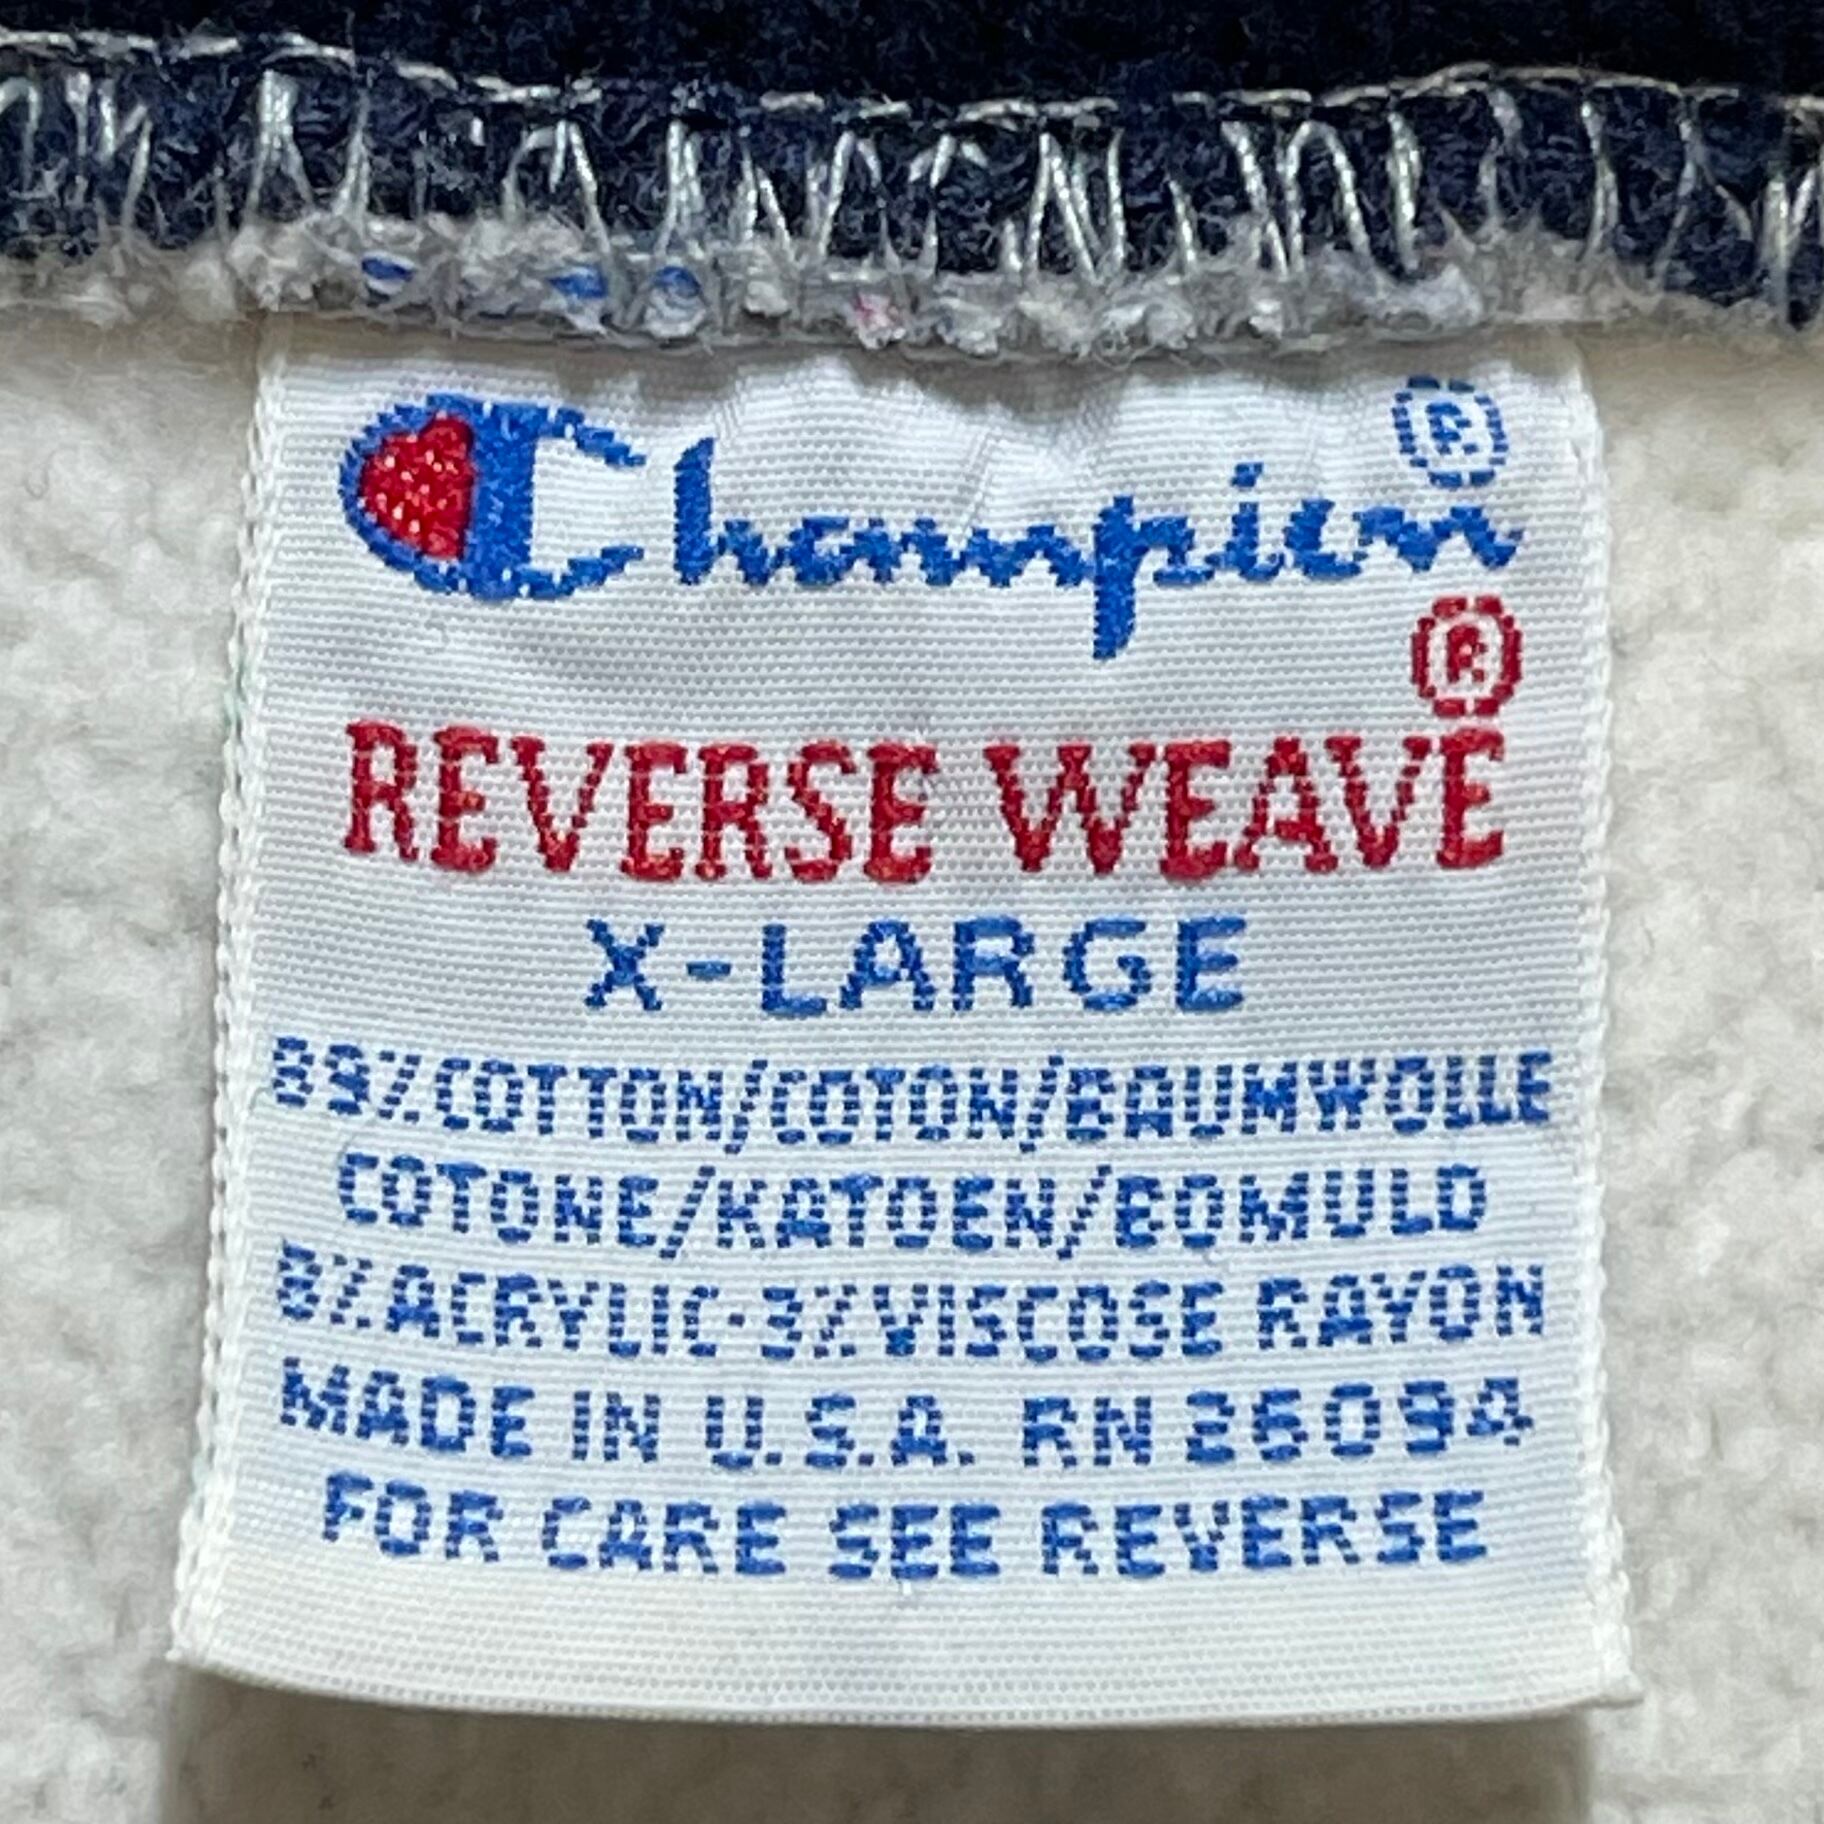 Champion ®
REVERSE WEAVE ®
X-LARGE
89% COTTON/COTON/BAUMWOLLE
COTONE/KATOEN/BOMULD
8% ACRYLIC-3% VISCOSE RAYON
MADE IN U.S.A. RN 26094
FOR CARE SEE REVERSE